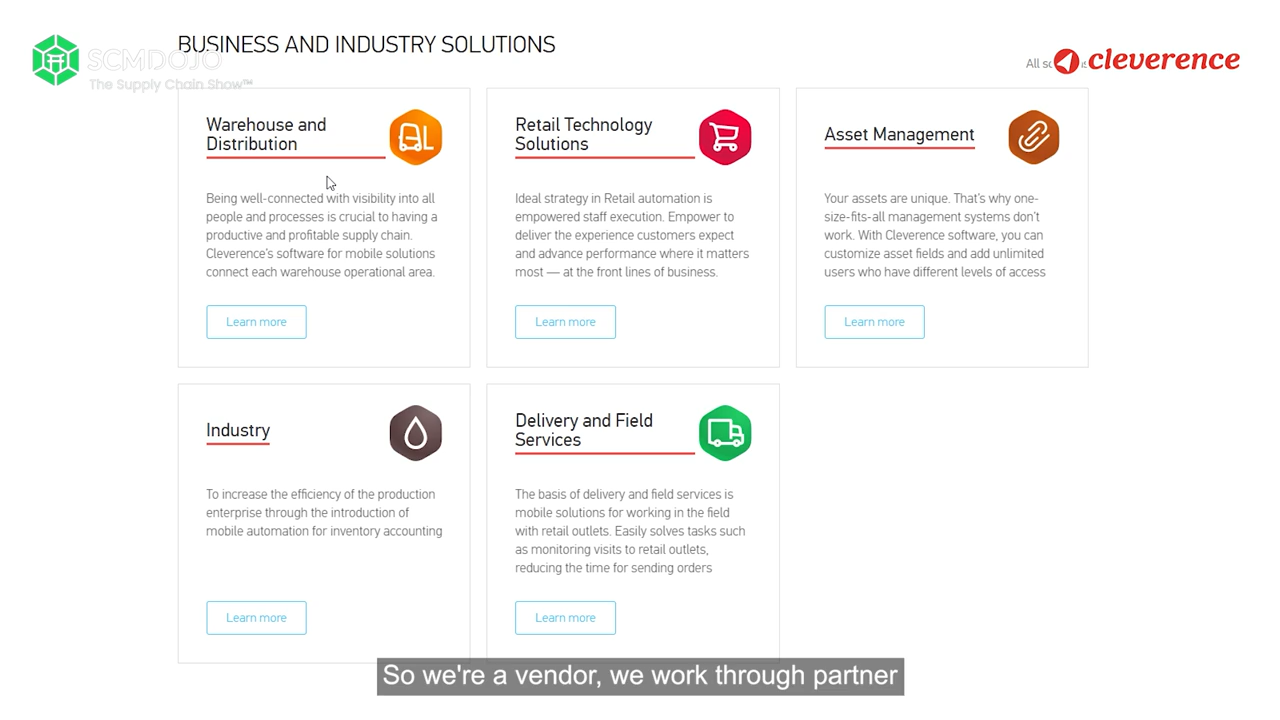 BUSINESS AND INDUSTRY SOLUTIONS
SCMDOJO
The Supply Chain Show™
All so
cleverence
Warehouse and
Distribution
Being well-connected with visibility into all
people and processes is crucial to having a
productive and profitable supply chain.
Cleverence's software for mobile solutions
connect each warehouse operational area.
Learn more
Retail Technology
Solutions
Ideal strategy in Retail automation is
empowered staff execution. Empower to
deliver the experience customers expect
and advance performance where it matters
most — at the front lines of business.
Learn more
Asset Management
Your assets are unique. That's why one-
size-fits-all management systems don't
work. With Cleverence software, you can
customize asset fields and add unlimited
users who have different levels of access
Learn more
Industry
To increase the efficiency of the production
enterprise through the introduction of
mobile automation for inventory accounting
Learn more
Delivery and Field
Services
The basis of delivery and field services is
mobile solutions for working in the field
with retail outlets. Easily solves tasks such
as monitoring visits to retail outlets,
reducing the time for sending orders
Learn more
So we're a vendor, we work through partner